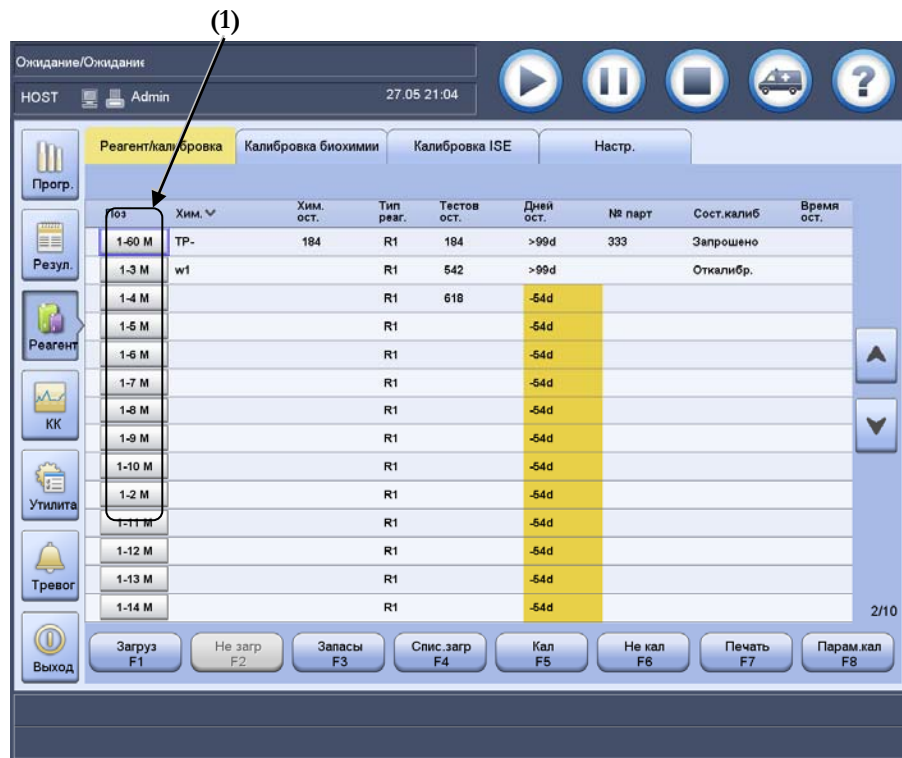 (1)
Ожидание/Ожидание
HOST Admin 27.05 21:04
?
Реагент/калибровка Калибровка биохимии Калибровка ISE Настр.
Прогр.
Резул.
Реагент
КК
Утилита
Тревог
Выход
Поз Хим. Хим. ост. Тип реаг. Тестов ост. Дней ост. № парт Сост.калиб Время ост.
1-60 M TP- 184 R1 184 >99d 333 Запрошено
1-3 M w1 R1 542 >99d Откалибр.
1-4 M R1 618 -54d
1-5 M R1 -54d
1-6 M R1 -54d
1-7 M R1 -54d
1-8 M R1 -54d
1-9 M R1 -54d
1-10 M R1 -54d
1-2 M R1 -54d
1-11 M R1 -54d
1-12 M R1 -54d
1-13 M R1 -54d
1-14 M R1 -54d
2/10
Загруз F1 Не загр F2 Запасы F3 Спис.загр F4 Кал F5 Не кал F6 Печать F7 Парам.кал F8